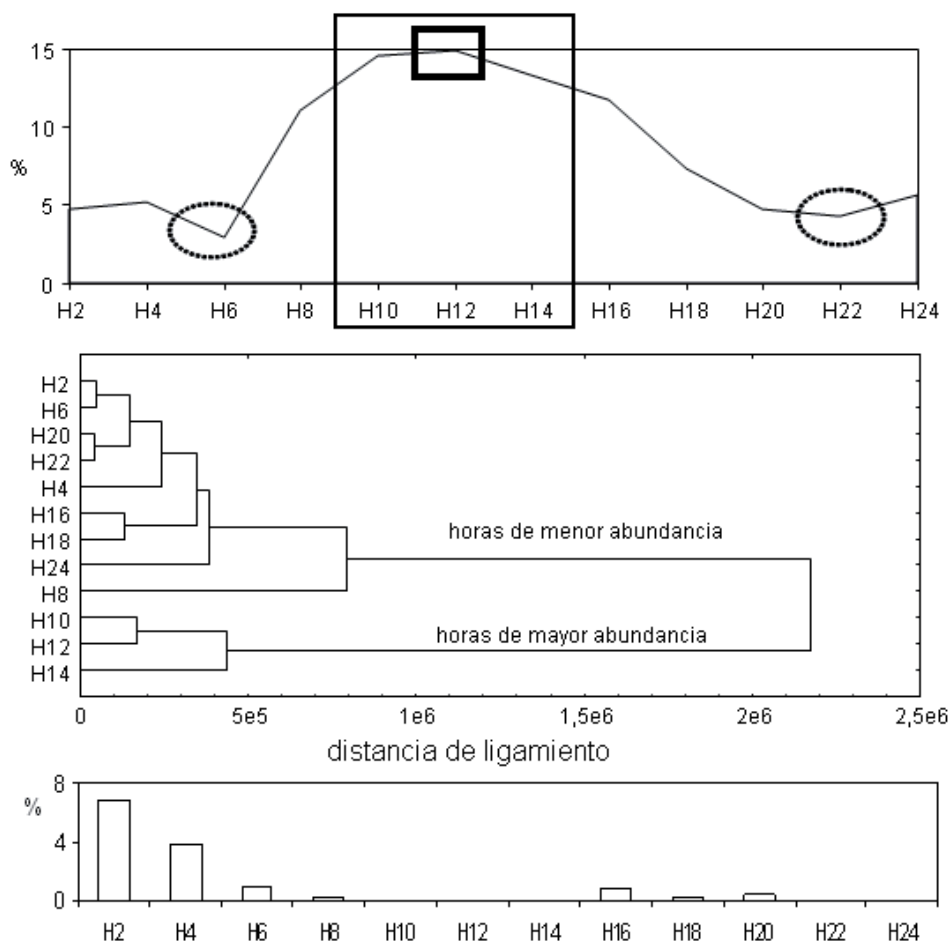 15
10
%
5
0
H2 H4 H6 H8 H10 H12 H14 H16 H18 H20 H22 H24
H2
H6
H20
H22
H4
H16
H18
H24
H8
H10
H12
H14
horas de menor abundancia
horas de mayor abundancia
0 5e5 1e6 1,5e6 2e6 2,5e6
distancia de ligamiento
8
%
4
0
H2 H4 H6 H8 H10 H12 H14 H16 H18 H20 H22 H24